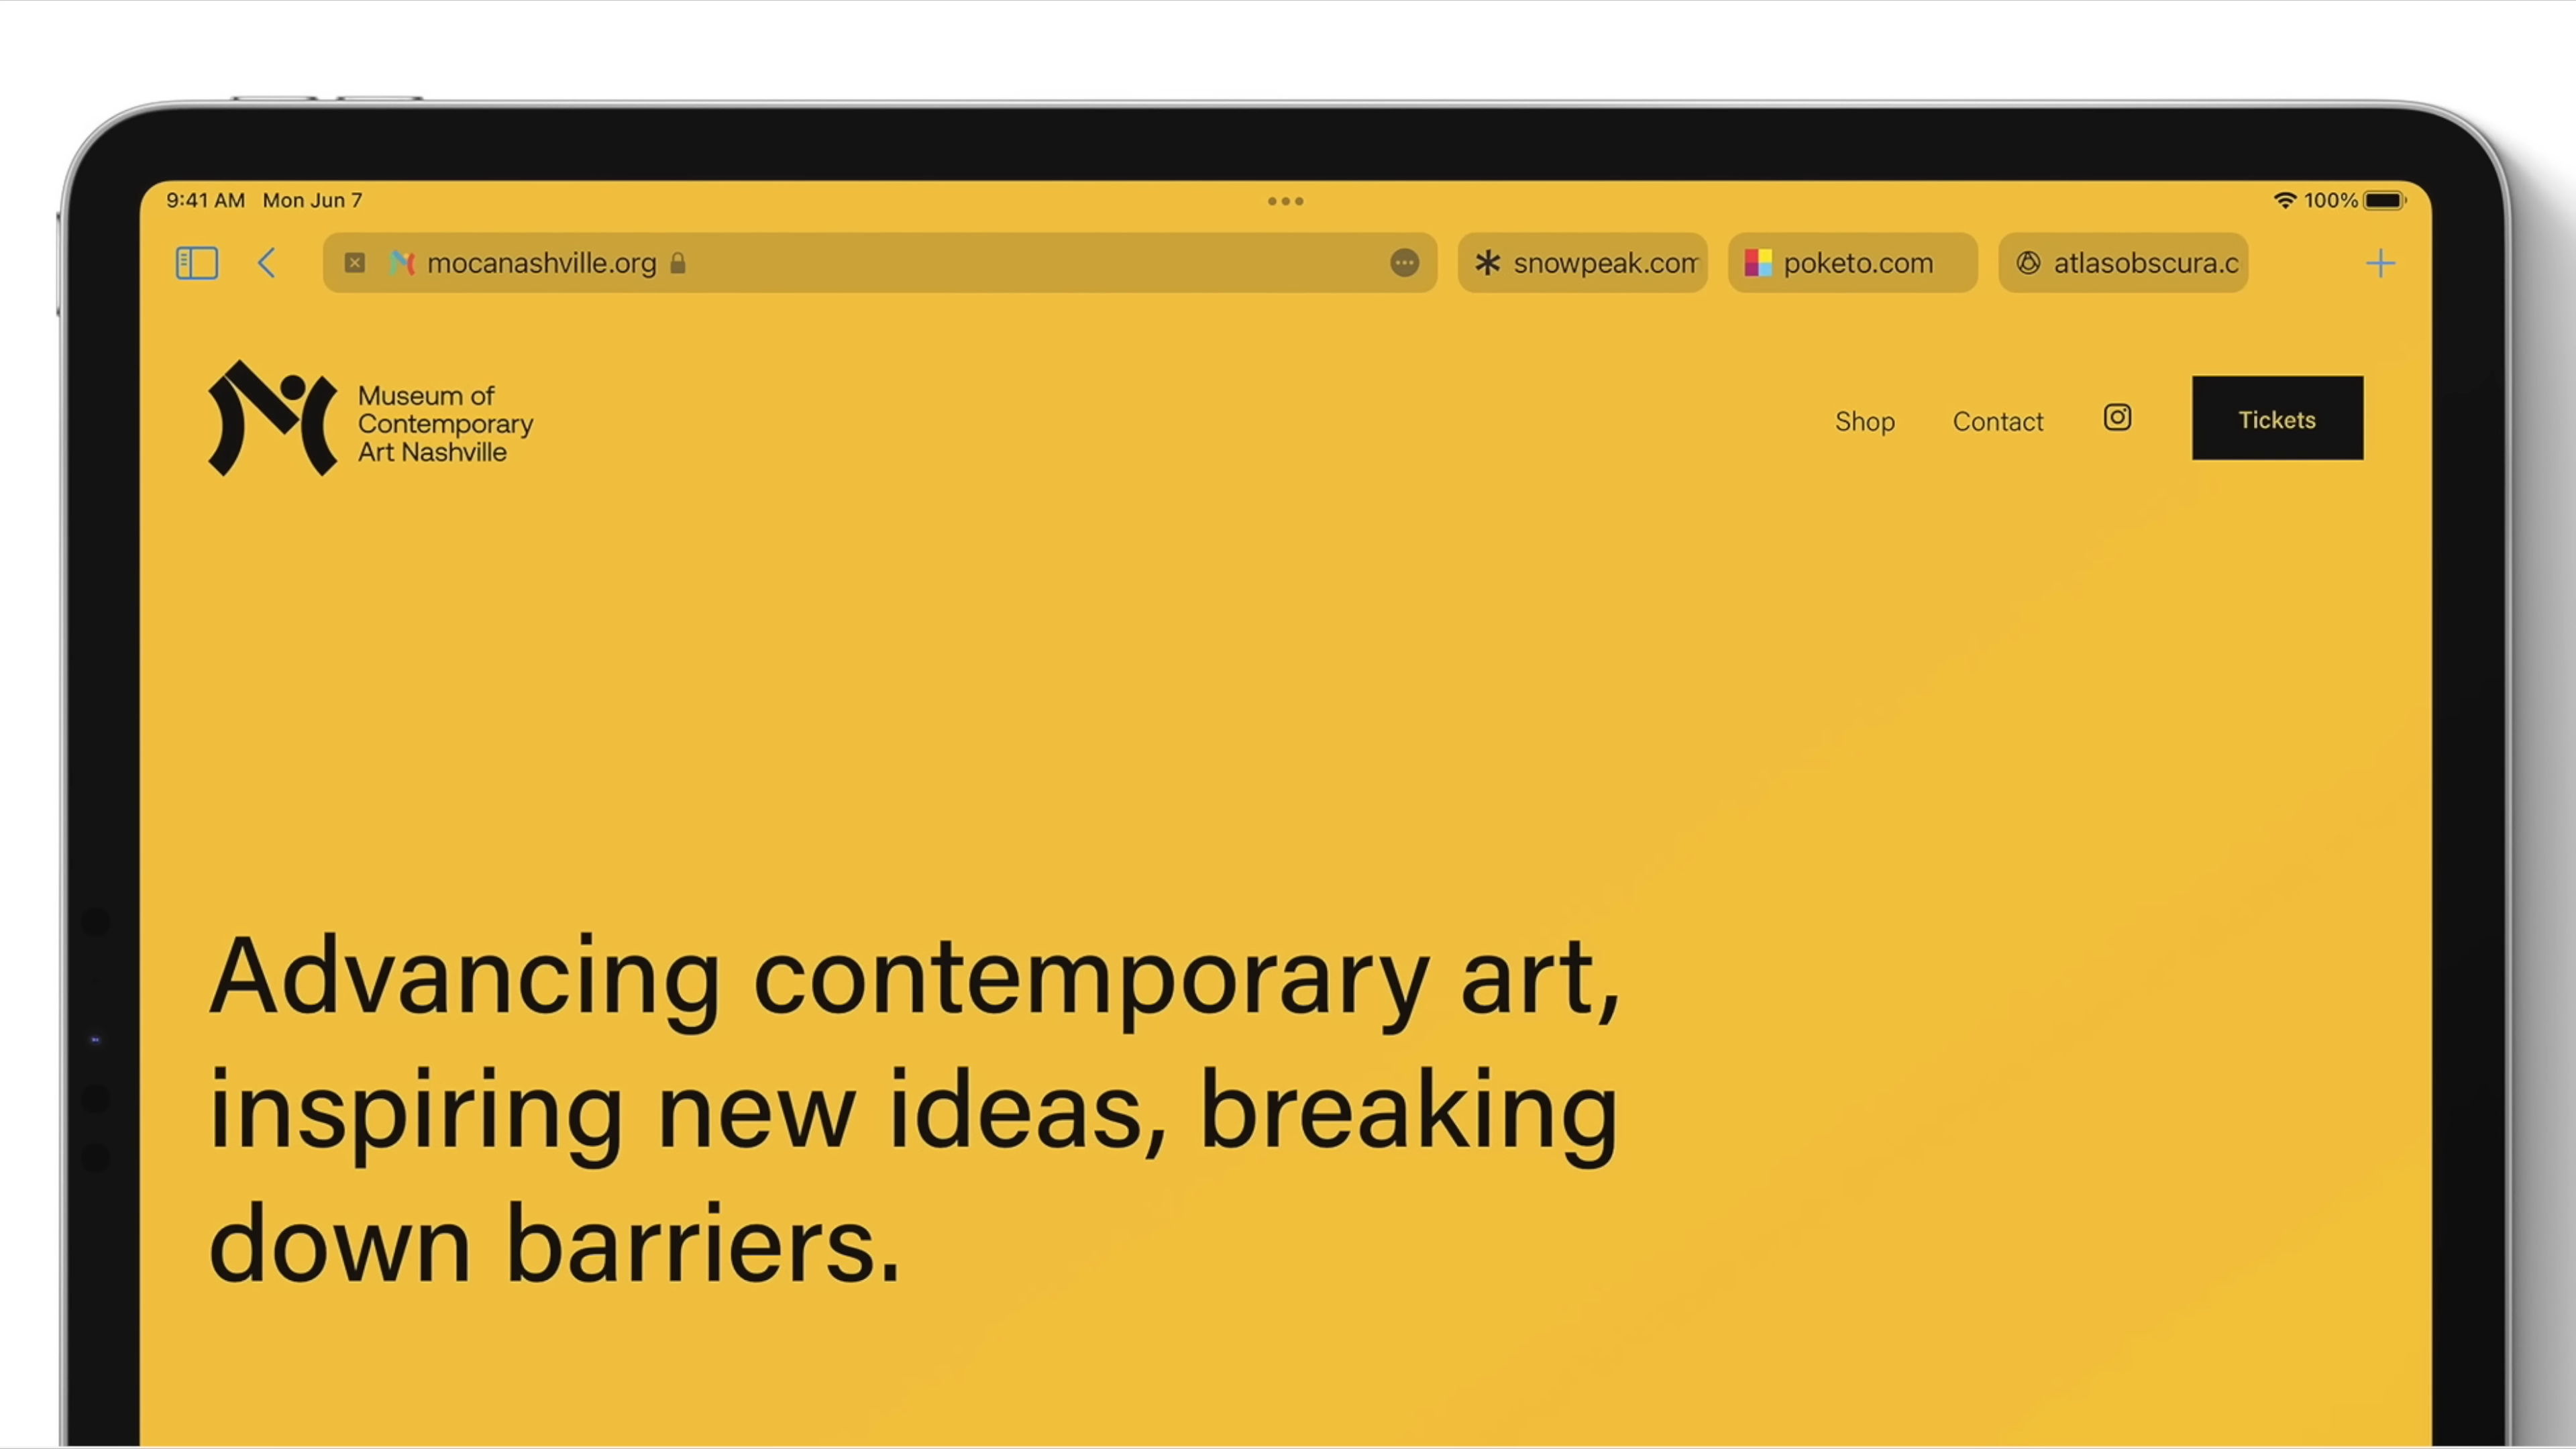 9:41 AM Mon Jun 7
100%
mocanashville.org
snowpeak.com
poketo.com
atlasobscura.c
Museum of
Contemporary
Art Nashville
Shop
Contact
Tickets
Advancing contemporary art,
inspiring new ideas, breaking
down barriers.